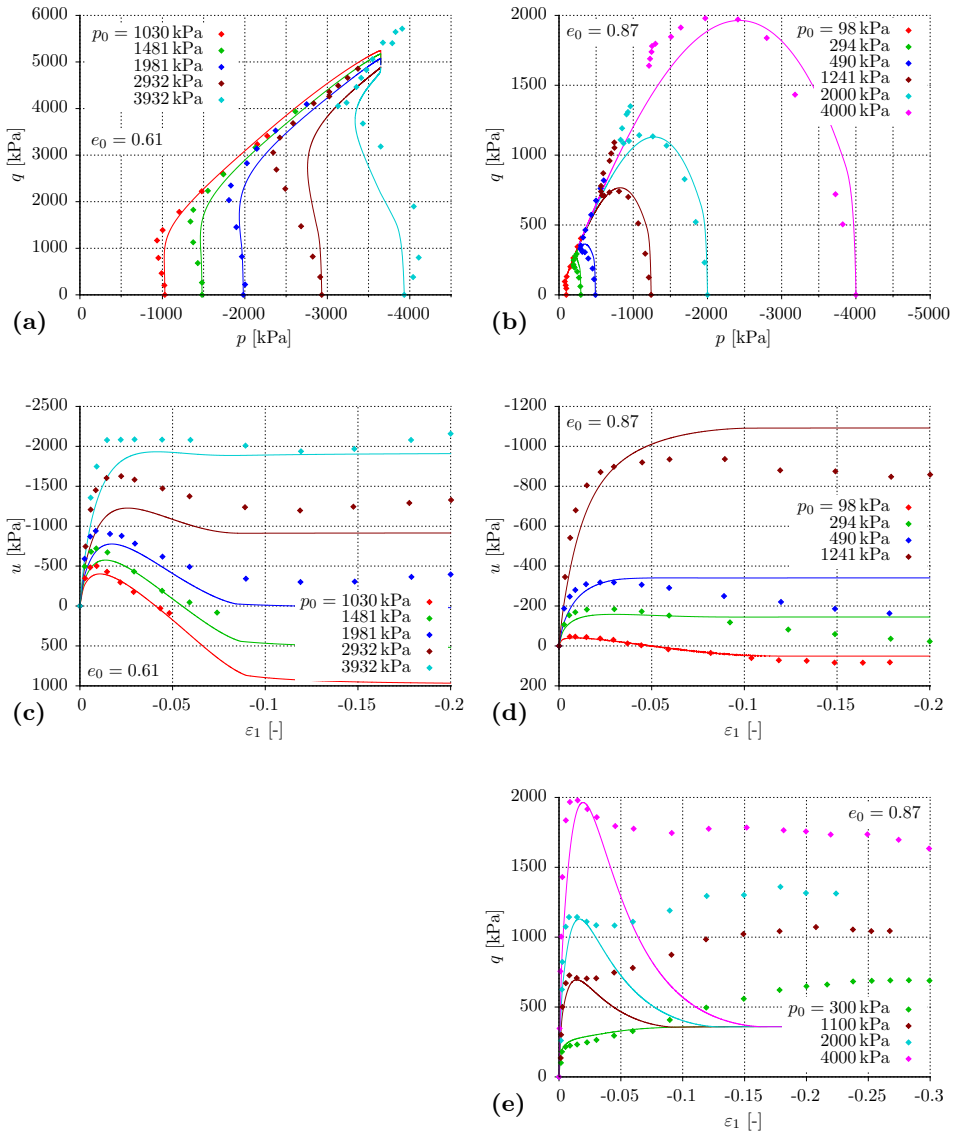 6000
5000
4000
3000
2000
1000
0
q [kPa]
p₀ = 1030 kPa
1481 kPa
1981 kPa
2932 kPa
3932 kPa
e₀ = 0.61
0 -1000 -2000 -3000 -4000
p [kPa]
(a)
2000
1500
1000
500
0
q [kPa]
e₀ = 0.87
p₀ = 98 kPa
294 kPa
490 kPa
1241 kPa
2000 kPa
4000 kPa
0 -1000 -2000 -3000 -4000 -5000
p [kPa]
(b)
-2500
-2000
-1500
-1000
-500
0
500
1000
u [kPa]
p₀ = 1030 kPa
1481 kPa
1981 kPa
2932 kPa
3932 kPa
e₀ = 0.61
0 -0.05 -0.1 -0.15 -0.2
ε₁ [-]
(c)
-1200
-1000
-800
-600
-400
-200
0
200
u [kPa]
e₀ = 0.87
p₀ = 98 kPa
294 kPa
490 kPa
1241 kPa
0 -0.05 -0.1 -0.15 -0.2
ε₁ [-]
(d)
2000
1500
1000
500
0
q [kPa]
e₀ = 0.87
p₀ = 300 kPa
1100 kPa
2000 kPa
4000 kPa
0 -0.05 -0.1 -0.15 -0.2 -0.25 -0.3
ε₁ [-]
(e)